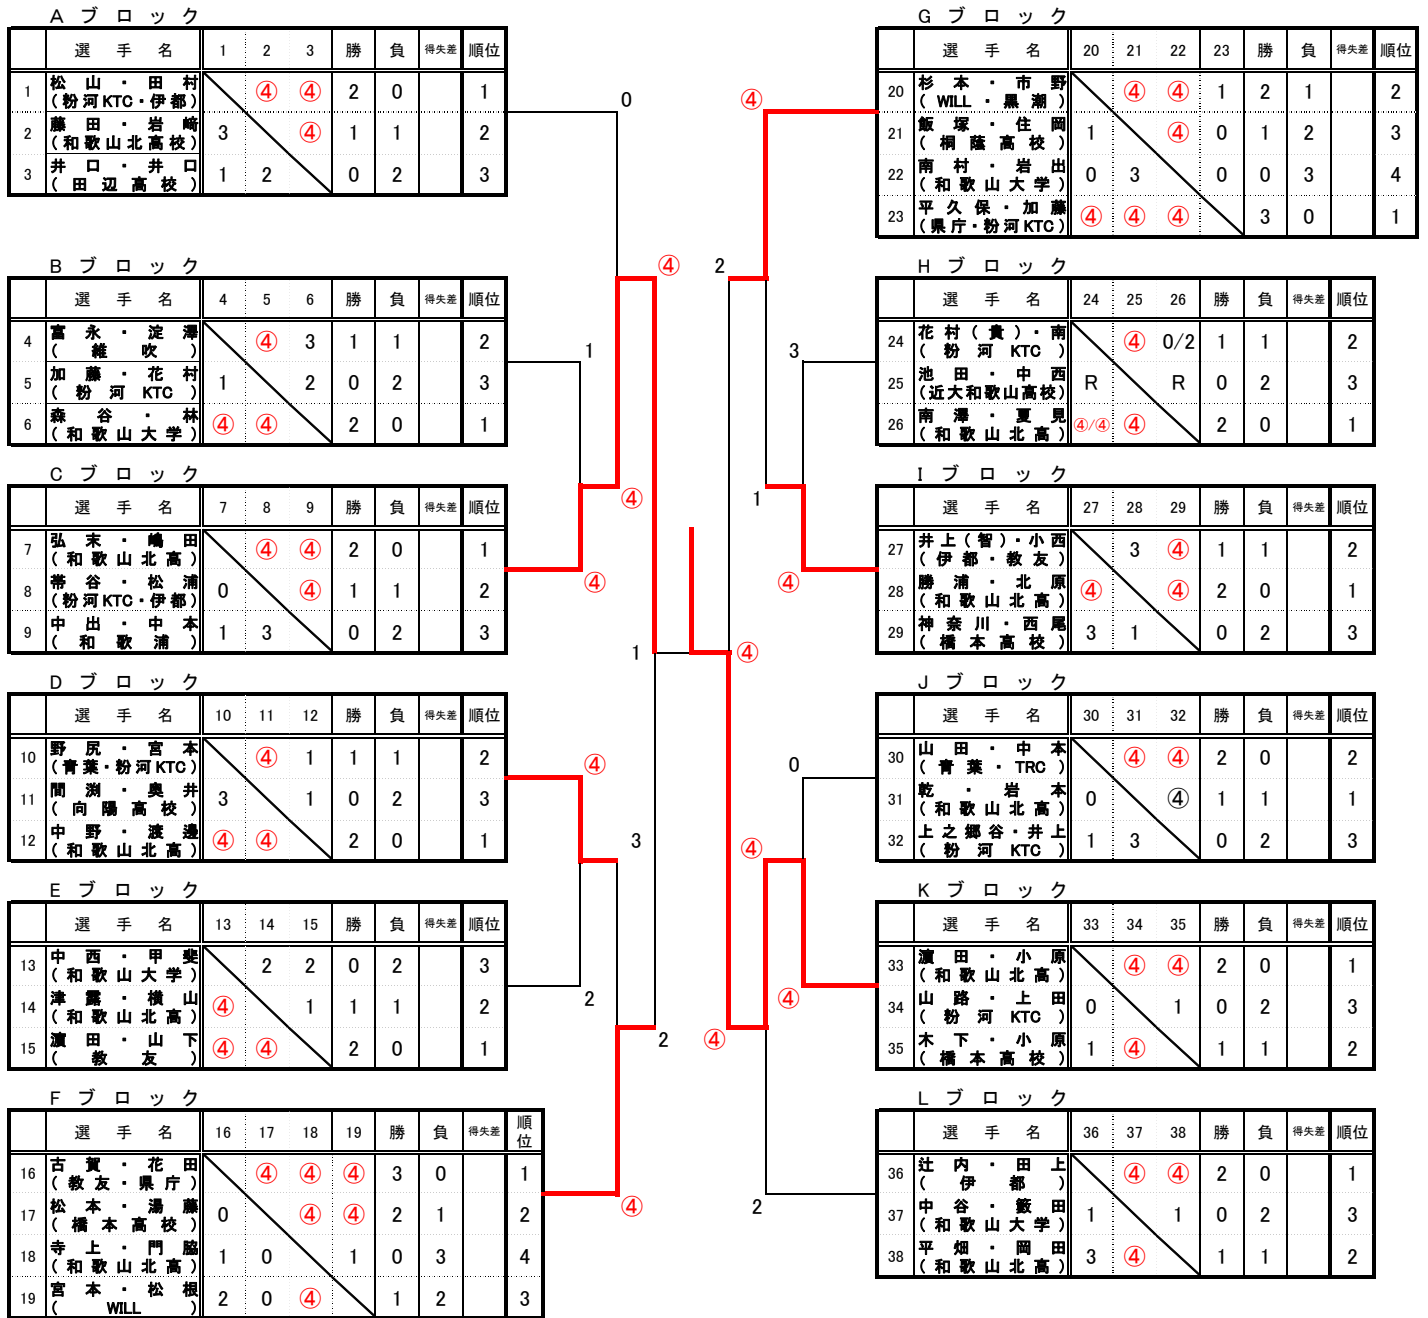 A ブ ロ ッ ク
選 手 名 1 2 3 勝 負 得失差 順位
1 松 山 ・ 田 村 ④ ④ 2 0 1
( 粉 河 KTC・ 伊 都 )
2 藤 田 ・ 岩 﨑 3 ④ 1 1 2
( 和 歌 山 北 高 校 )
3 井 口 ・ 井 口 1 2 0 2 3
( 田 辺 高 校 )
B ブ ロ ッ ク
選 手 名 4 5 6 勝 負 得失差 順位
4 富 永 ・ 淀 澤 ④ 3 1 1 2
( 維 吹 )
5 加 藤 ・ 花 村 1 2 0 2 3
( 粉 河 KTC )
6 森 谷 ・ 林 ④ ④ 2 0 1
( 和 歌 山 大 学 )
C ブ ロ ッ ク
選 手 名 7 8 9 勝 負 得失差 順位
7 弘 末 ・ 嶋 田 ④ ④ 2 0 1
( 和 歌 山 北 高 )
8 帯 谷 ・ 松 浦 0 ④ 1 1 2
( 粉 河 KTC・ 伊 都 )
9 中 出 ・ 中 本 1 3 0 2 3
( 和 歌 浦 )
D ブ ロ ッ ク
選 手 名 10 11 12 勝 負 得失差 順位
10 野 尻 ・ 宮 本 ④ 1 1 1 2
( 青 葉 ・ 粉 河 KTC )
11 間 渕 ・ 奥 井 3 1 0 2 3
( 向 陽 高 校 )
12 中 野 ・ 渡 邊 ④ ④ 2 0 1
( 和 歌 山 北 高 )
E ブ ロ ッ ク
選 手 名 13 14 15 勝 負 得失差 順位
13 中 西 ・ 甲 斐 2 2 0 2 3
( 和 歌 山 大 学 )
14 津 露 ・ 横 山 ④ 1 1 1 2
( 和 歌 山 北 高 )
15 濵 田 ・ 山 下 ④ ④ 2 0 1
( 教 友 )
F ブ ロ ッ ク
選 手 名 16 17 18 19 勝 負 得失差 順位
16 古 賀 ・ 花 田 ④ ④ ④ 3 0 1
( 教 友 ・ 県 庁 )
17 松 本 ・ 湯 藤 0 ④ ④ 2 1 2
( 橋 本 高 校 )
18 寺 上 ・ 門 脇 1 0 1 0 3 4
( 和 歌 山 北 高 )
19 宮 本 ・ 松 根 2 0 ④ 1 2 3
( WILL )
0
④
1
④
④
1
④
3
2
2
④
④
2
3
1
④
④
0
④
④
④
2
G ブ ロ ッ ク
選 手 名 20 21 22 23 勝 負 得失差 順位
20 杉 本 ・ 市 野 ④ ④ 1 2 1 2
( WILL ・ 黒 潮 )
21 飯 塚 ・ 住 岡 1 ④ 0 1 2 3
( 桐 蔭 高 校 )
22 南 村 ・ 岩 出 0 3 0 0 3 4
( 和 歌 山 大 学 )
23 平 久 保 ・ 加 藤 ④ ④ ④ 3 0 1
( 県 庁 ・ 粉 河 KTC )
H ブ ロ ッ ク
選 手 名 24 25 26 勝 負 得失差 順位
24 花 村 ( 貴 ) ・ 南 ④ 0/2 1 1 2
( 粉 河 KTC )
25 池 田 ・ 中 西 R R 0 2 3
( 近 大 和 歌 山 高 校 )
26 南 澤 ・ 夏 見 ④/④ ④ 2 0 1
( 和 歌 山 北 高 )
I ブ ロ ッ ク
選 手 名 27 28 29 勝 負 得失差 順位
27 井 上 ( 智 ) ・ 小 西 3 ④ 1 1 2
( 伊 都 ・ 教 友 )
28 勝 浦 ・ 北 原 ④ ④ 2 0 1
( 和 歌 山 北 高 )
29 神 奈 川 ・ 西 尾 3 1 0 2 3
( 橋 本 高 校 )
J ブ ロ ッ ク
選 手 名 30 31 32 勝 負 得失差 順位
30 山 田 ・ 中 本 ④ ④ 2 0 2
( 青 葉 ・ TRC )
31 乾 ・ 岩 本 0 ④ 1 1 1
( 和 歌 山 北 高 )
32 上 之 郷 谷 ・ 井 上 1 3 0 2 3
( 粉 河 KTC )
K ブ ロ ッ ク
選 手 名 33 34 35 勝 負 得失差 順位
33 濵 田 ・ 小 原 ④ ④ 2 0 1
( 和 歌 山 北 高 )
34 山 路 ・ 上 田 0 1 0 2 3
( 粉 河 KTC )
35 木 下 ・ 小 原 1 ④ 1 1 2
( 橋 本 高 校 )
L ブ ロ ッ ク
選 手 名 36 37 38 勝 負 得失差 順位
36 辻 内 ・ 田 上 ④ ④ 2 0 1
( 伊 都 )
37 中 谷 ・ 籔 田 1 1 0 2 3
( 和 歌 山 大 学 )
38 平 畑 ・ 岡 田 3 ④ 1 1 2
( 和 歌 山 北 高 )